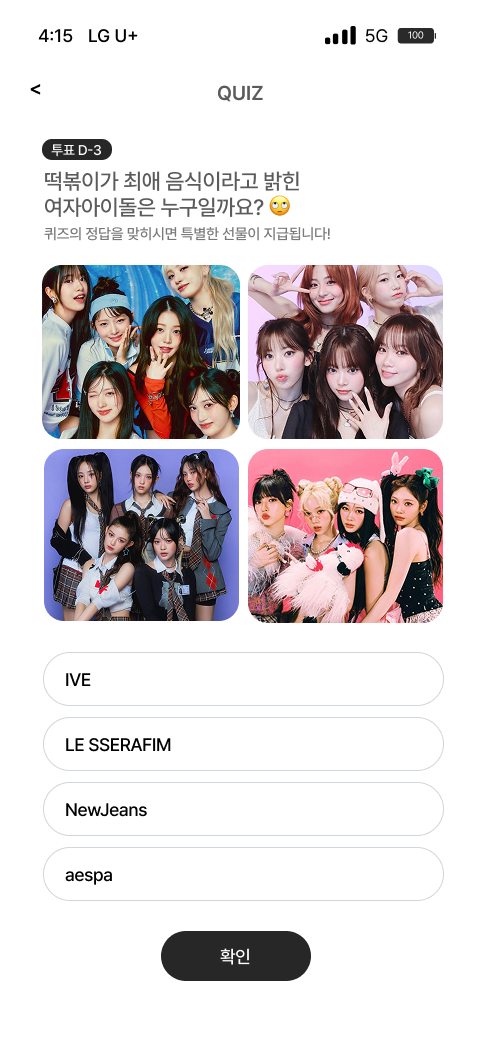 4:15 LG U+ 5G 100
< QUIZ
투표 D-3
떡볶이가 최애 음식이라고 밝힌
여자아이돌은 누구일까요? 🙄
퀴즈의 정답을 맞히시면 특별한 선물이 지급됩니다!
IVE
LE SSERAFIM
NewJeans
aespa
확인